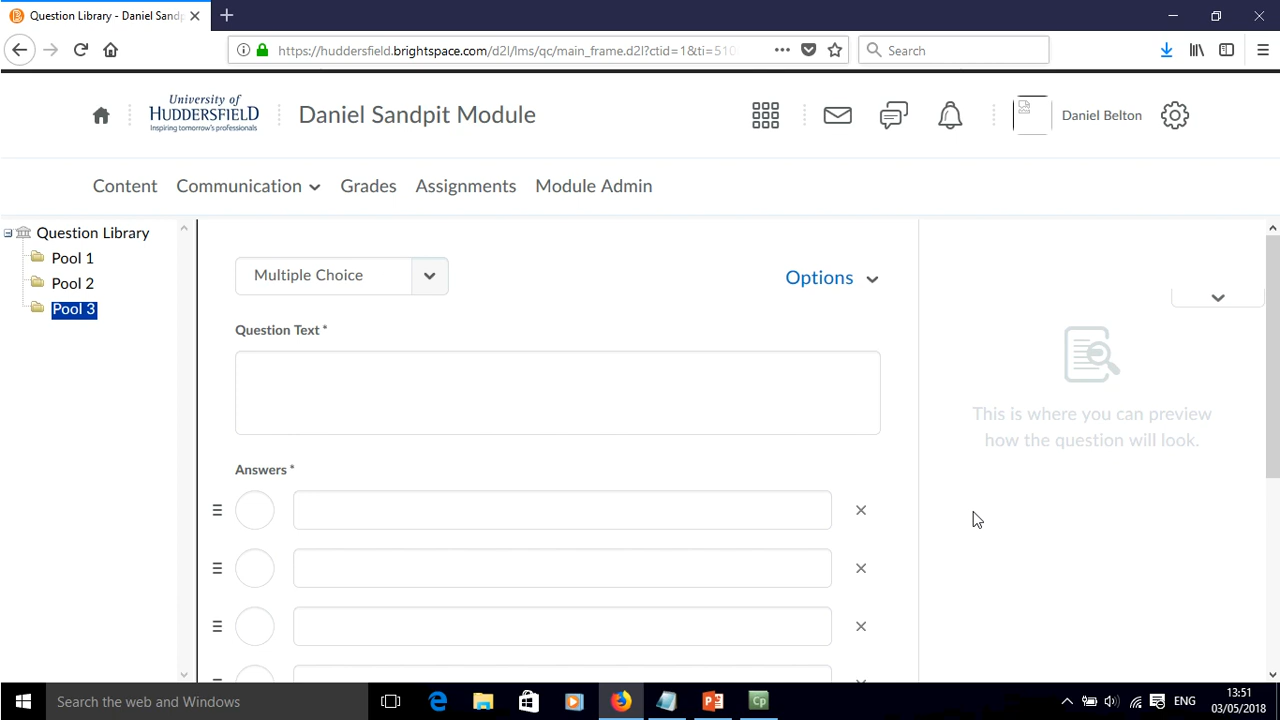 Question Library - Daniel Sandp
https://huddersfield.brightspace.com/d2l/lms/qc/main_frame.d2l?ctid=1&ti=510
Search
University of
HUDDERSFIELD
Inspiring tomorrow's professionals
Daniel Sandpit Module
Daniel Belton
Content
Communication
Grades
Assignments
Module Admin
Question Library
Pool 1
Pool 2
Pool 3
Multiple Choice
Options
Question Text *
Answers *
This is where you can preview
how the question will look.
Search the web and Windows
ENG
13:51
03/05/2018